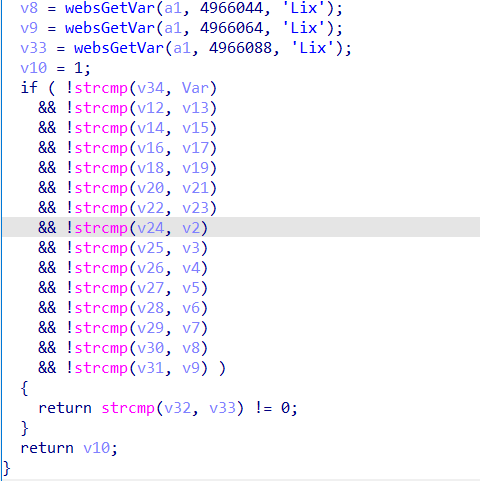 v8 = websGetVar(a1, 4966044, 'Lix');
v9 = websGetVar(a1, 4966064, 'Lix');
v33 = websGetVar(a1, 4966088, 'Lix');
v10 = 1;
if ( !strcmp(v34, Var)
&& !strcmp(v12, v13)
&& !strcmp(v14, v15)
&& !strcmp(v16, v17)
&& !strcmp(v18, v19)
&& !strcmp(v20, v21)
&& !strcmp(v22, v23)
&& !strcmp(v24, v2)
&& !strcmp(v25, v3)
&& !strcmp(v26, v4)
&& !strcmp(v27, v5)
&& !strcmp(v28, v6)
&& !strcmp(v29, v7)
&& !strcmp(v30, v8)
&& !strcmp(v31, v9) )
{
return strcmp(v32, v33) != 0;
}
return v10;
}